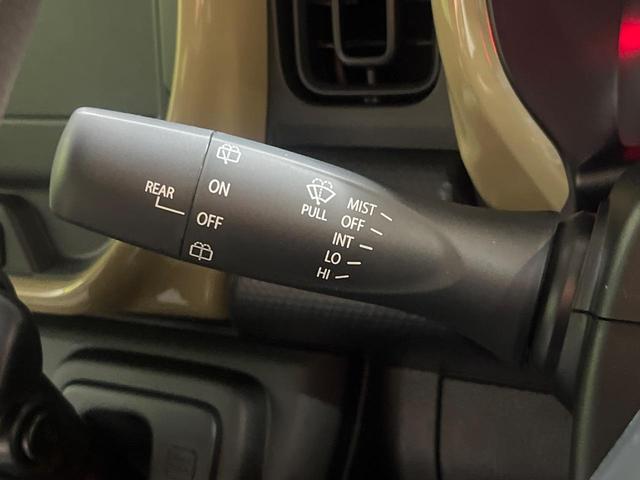 REAR
ON
OFF
PULL
MIST
OFF
INT
LO
HI